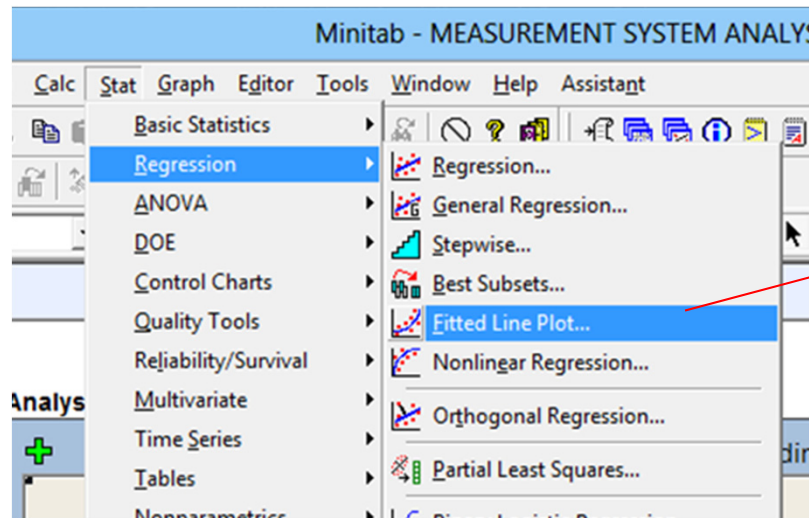 Minitab - MEASUREMENT SYSTEM ANALYS
Calc Stat Graph Editor Tools Window Help Assistant
Basic Statistics
Regression
ANOVA
DOE
Control Charts
Quality Tools
Reliability/Survival
Multivariate
Time Series
Tables
Nonparametrics
Regression...
General Regression...
Stepwise...
Best Subsets...
Fitted Line Plot...
Nonlinear Regression...
Orthogonal Regression...
Partial Least Squares...
Analys